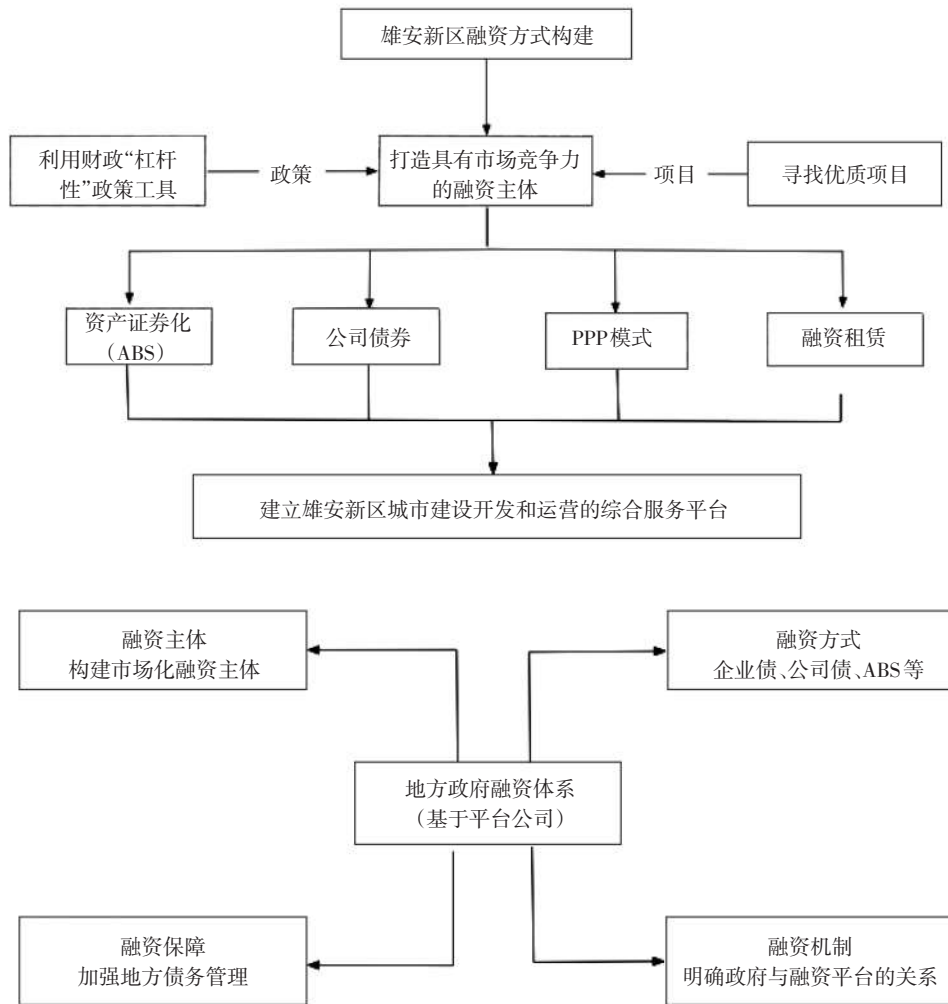 雄安新区融资方式构建
利用财政“杠杆
性”政策工具
政策
打造具有市场竞争力
的融资主体
项目
寻找优质项目
资产证券化
（ABS）
公司债券
PPP模式
融资租赁
建立雄安新区城市建设开发和运营的综合服务平台
融资主体
构建市场化融资主体
融资方式
企业债、公司债、ABS等
地方政府融资体系
（基于平台公司）
融资保障
加强地方债务管理
融资机制
明确政府与融资平台的关系